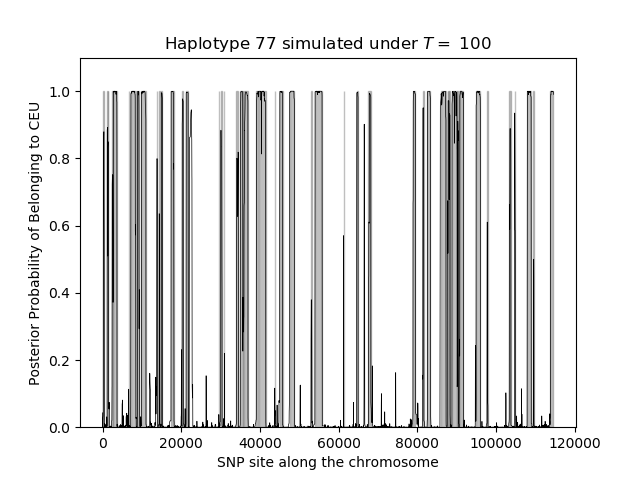 Haplotype 77 simulated under T = 100
Posterior Probability of Belonging to CEU
1.0
0.8
0.6
0.4
0.2
0.0
0 20000 40000 60000 80000 100000 120000
SNP site along the chromosome